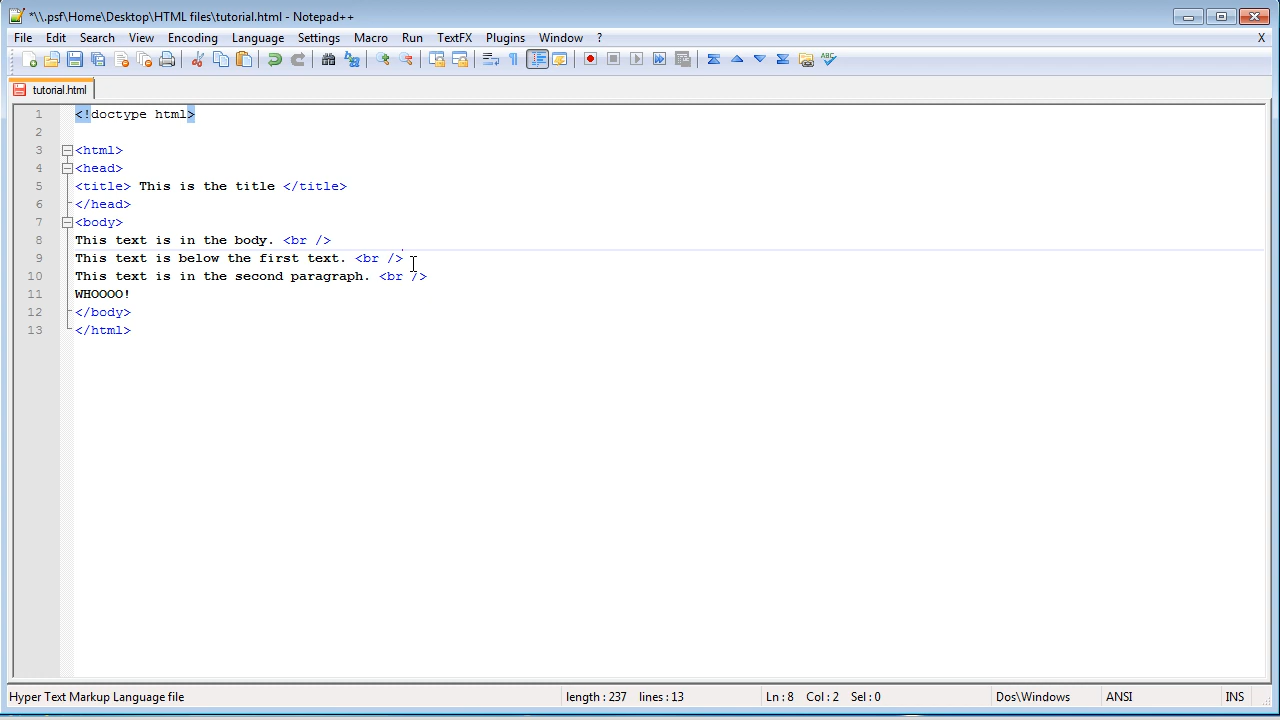 *\\.psf\Home\Desktop\HTML files\tutorial.html - Notepad++
File Edit Search View Encoding Language Settings Macro Run TextFX Plugins Window ? X
tutorial.html
1 <!doctype html>
2
3 <html>
4 <head>
5 <title> This is the title </title>
6 </head>
7 <body>
8 This text is in the body. <br />
9 This text is below the first text. <br />
10 This text is in the second paragraph. <br />
11 WHOOOO!
12 </body>
13 </html>
Hyper Text Markup Language file length : 237 lines : 13 Ln : 8 Col : 2 Sel : 0 Dos\Windows ANSI INS